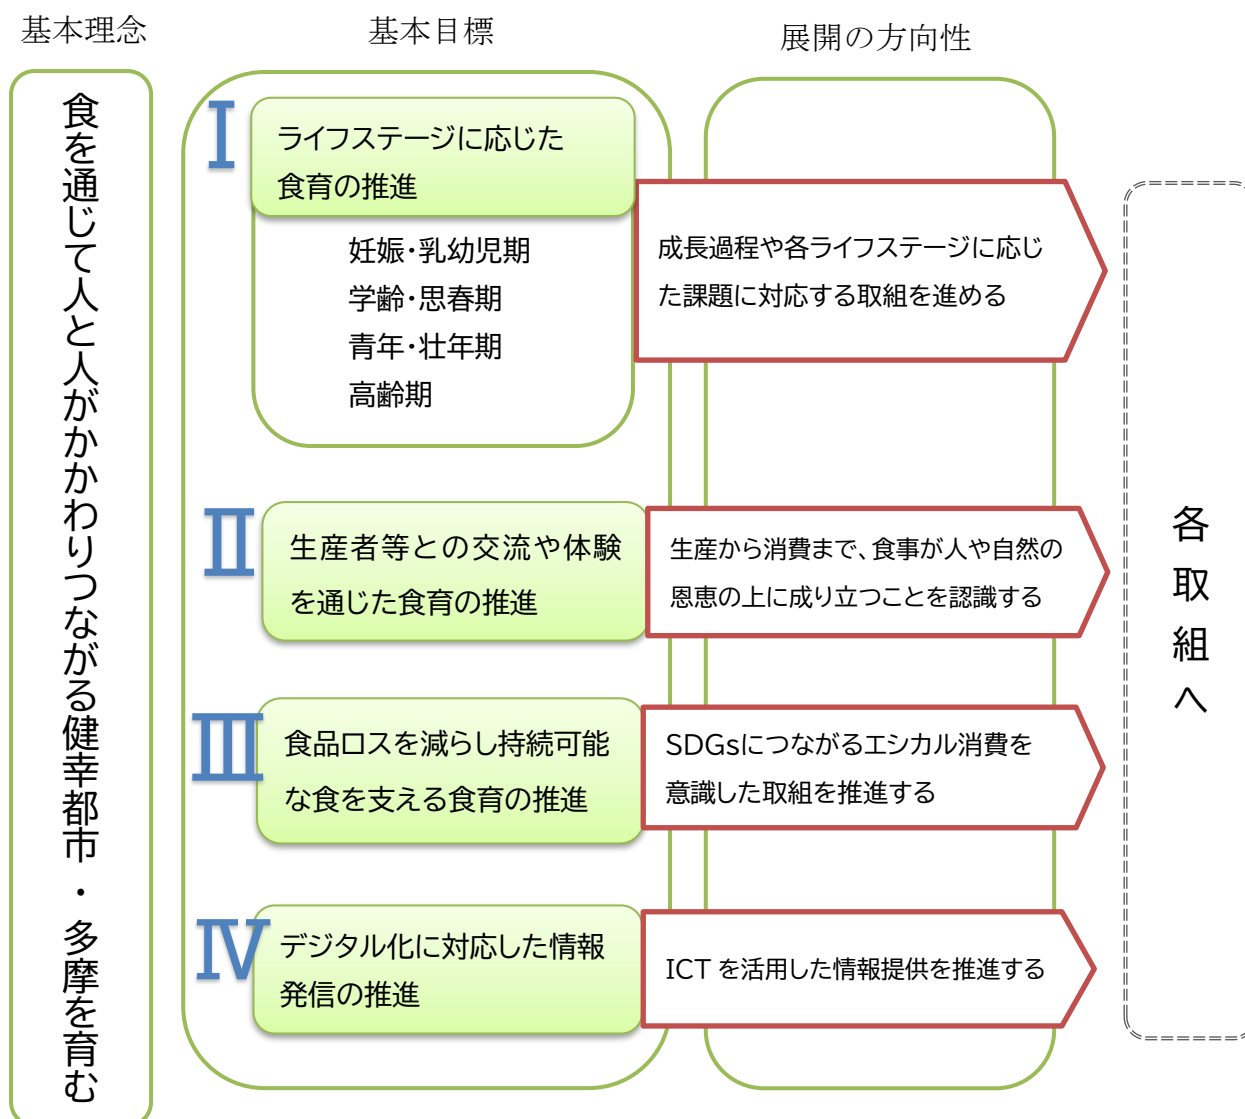 基本理念
基本目標
展開の方向性
食を通じて人と人がかかわりつながる健幸都市・多摩を育む
Ⅰ
ライフステージに応じた
食育の推進
妊娠・乳幼児期
学齢・思春期
青年・壮年期
高齢期
成長過程や各ライフステージに応じ
た課題に対応する取組を進める
Ⅱ
生産者等との交流や体験
を通じた食育の推進
生産から消費まで、食事が人や自然の
恩恵の上に成り立つことを認識する
Ⅲ
食品ロスを減らし持続可能
な食を支える食育の推進
SDGsにつながるエシカル消費を
意識した取組を推進する
Ⅳ
デジタル化に対応した情報
発信の推進
ICT を活用した情報提供を推進する
各取組へ